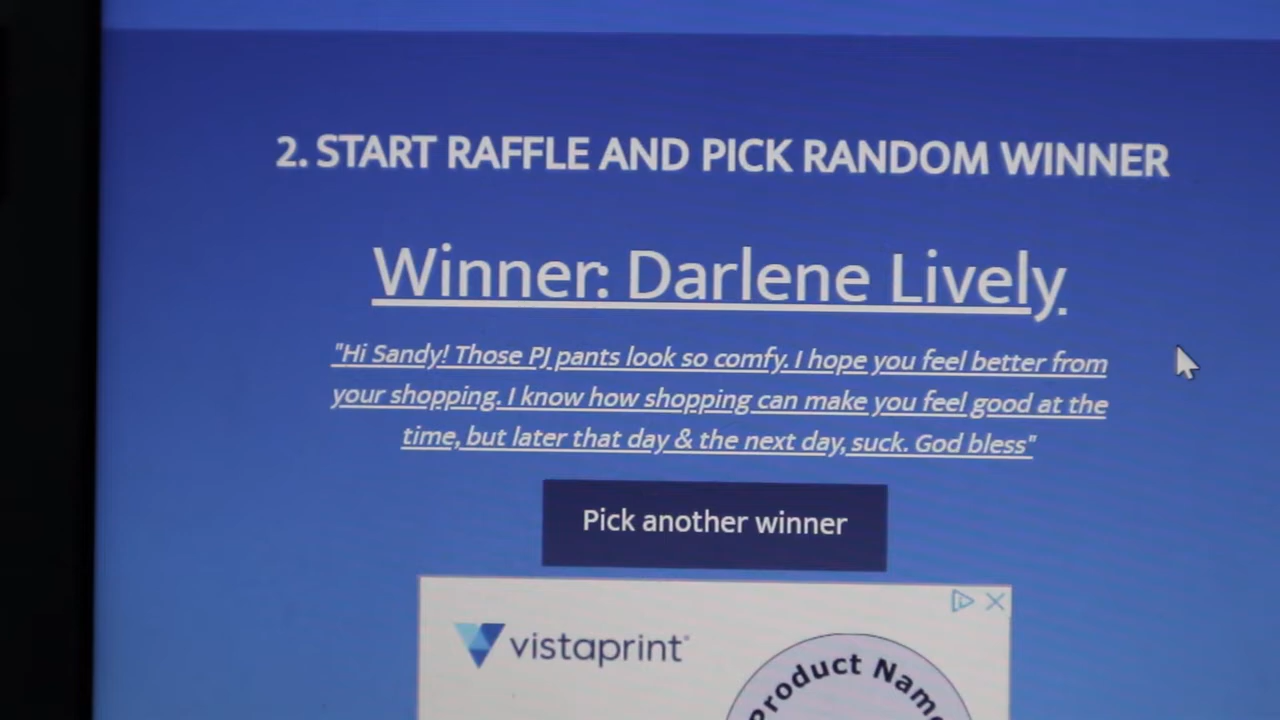 2. START RAFFLE AND PICK RANDOM WINNER
Winner: Darlene Lively.
"Hi Sandy! Those PJ pants look so comfy. I hope you feel better from
your shopping. I know how shopping can make you feel good at the
time, but later that day & the next day, suck. God bless"
Pick another winner
vistaprint
Product Name